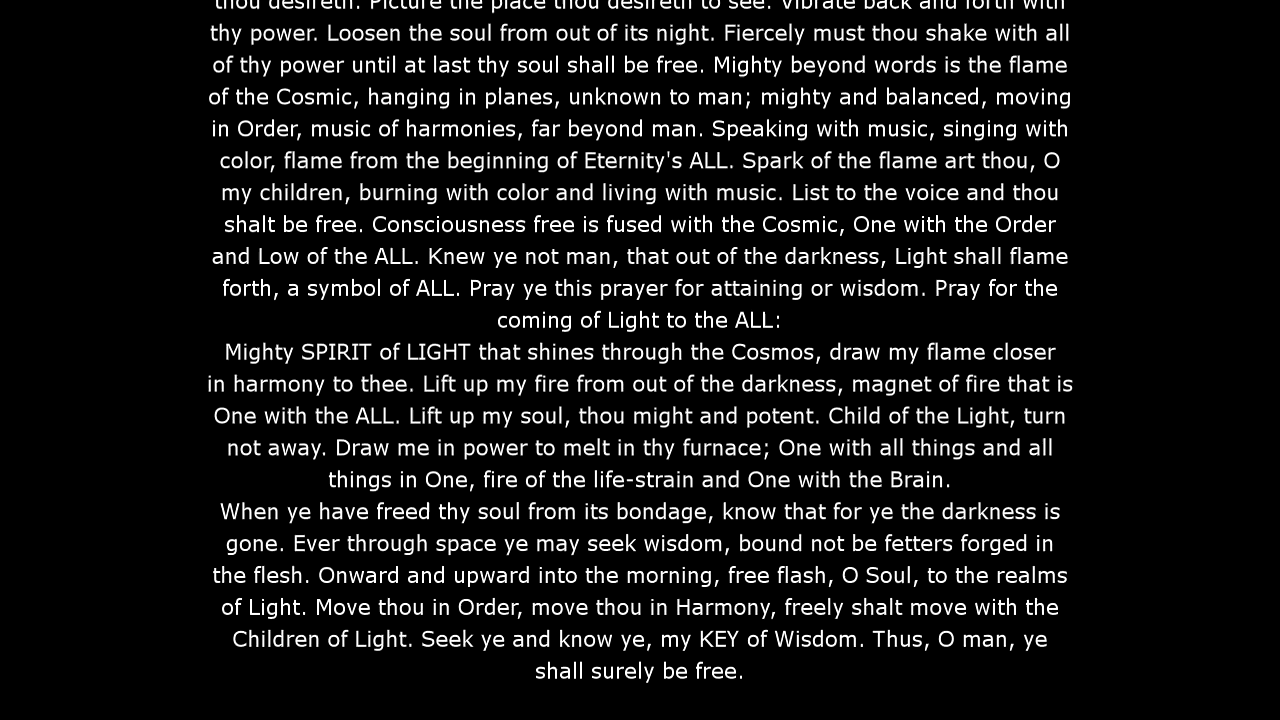 thou desireth. Picture the place thou desireth to see. Vibrate back and forth with
thy power. Loosen the soul from out of its night. Fiercely must thou shake with all
of thy power until at last thy soul shall be free. Mighty beyond words is the flame
of the Cosmic, hanging in planes, unknown to man; mighty and balanced, moving
in Order, music of harmonies, far beyond man. Speaking with music, singing with
color, flame from the beginning of Eternity's ALL. Spark of the flame art thou, O
my children, burning with color and living with music. List to the voice and thou
shalt be free. Consciousness free is fused with the Cosmic, One with the Order
and Low of the ALL. Knew ye not man, that out of the darkness, Light shall flame
forth, a symbol of ALL. Pray ye this prayer for attaining or wisdom. Pray for the
coming of Light to the ALL:
Mighty SPIRIT of LIGHT that shines through the Cosmos, draw my flame closer
in harmony to thee. Lift up my fire from out of the darkness, magnet of fire that is
One with the ALL. Lift up my soul, thou might and potent. Child of the Light, turn
not away. Draw me in power to melt in thy furnace; One with all things and all
things in One, fire of the life-strain and One with the Brain.
When ye have freed thy soul from its bondage, know that for ye the darkness is
gone. Ever through space ye may seek wisdom, bound not be fetters forged in
the flesh. Onward and upward into the morning, free flash, O Soul, to the realms
of Light. Move thou in Order, move thou in Harmony, freely shalt move with the
Children of Light. Seek ye and know ye, my KEY of Wisdom. Thus, O man, ye
shall surely be free.